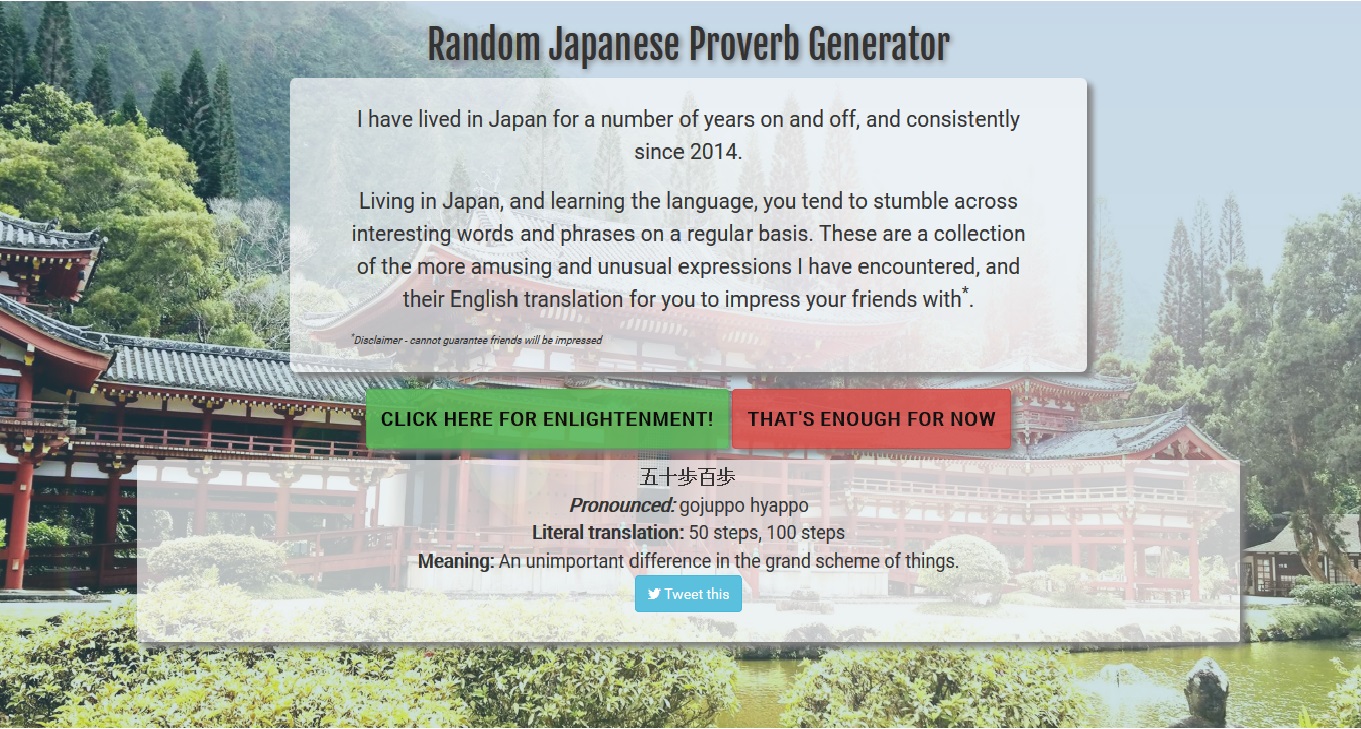 Random Japanese Proverb Generator
I have lived in Japan for a number of years on and off, and consistently
since 2014.
Living in Japan, and learning the language, you tend to stumble across
interesting words and phrases on a regular basis. These are a collection
of the more amusing and unusual expressions I have encountered, and
their English translation for you to impress your friends with*.
*Disclaimer - cannot guarantee friends will be impressed
CLICK HERE FOR ENLIGHTENMENT! THAT'S ENOUGH FOR NOW
五十歩百歩
Pronounced: gojuppo hyappo
Literal translation: 50 steps, 100 steps
Meaning: An unimportant difference in the grand scheme of things.
Tweet this